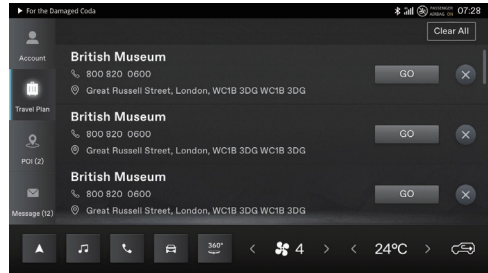 For the Damaged Coda
PASSENGER
AIRBAG ON
07:28
Clear All
Account
Travel Plan
POI (2)
Message (12)
British Museum
800 820 0600
Great Russell Street, London, WC1B 3DG WC1B 3DG
GO
British Museum
800 820 0600
Great Russell Street, London, WC1B 3DG WC1B 3DG
GO
British Museum
800 820 0600
Great Russell Street, London, WC1B 3DG WC1B 3DG
GO
360°
4
24°C